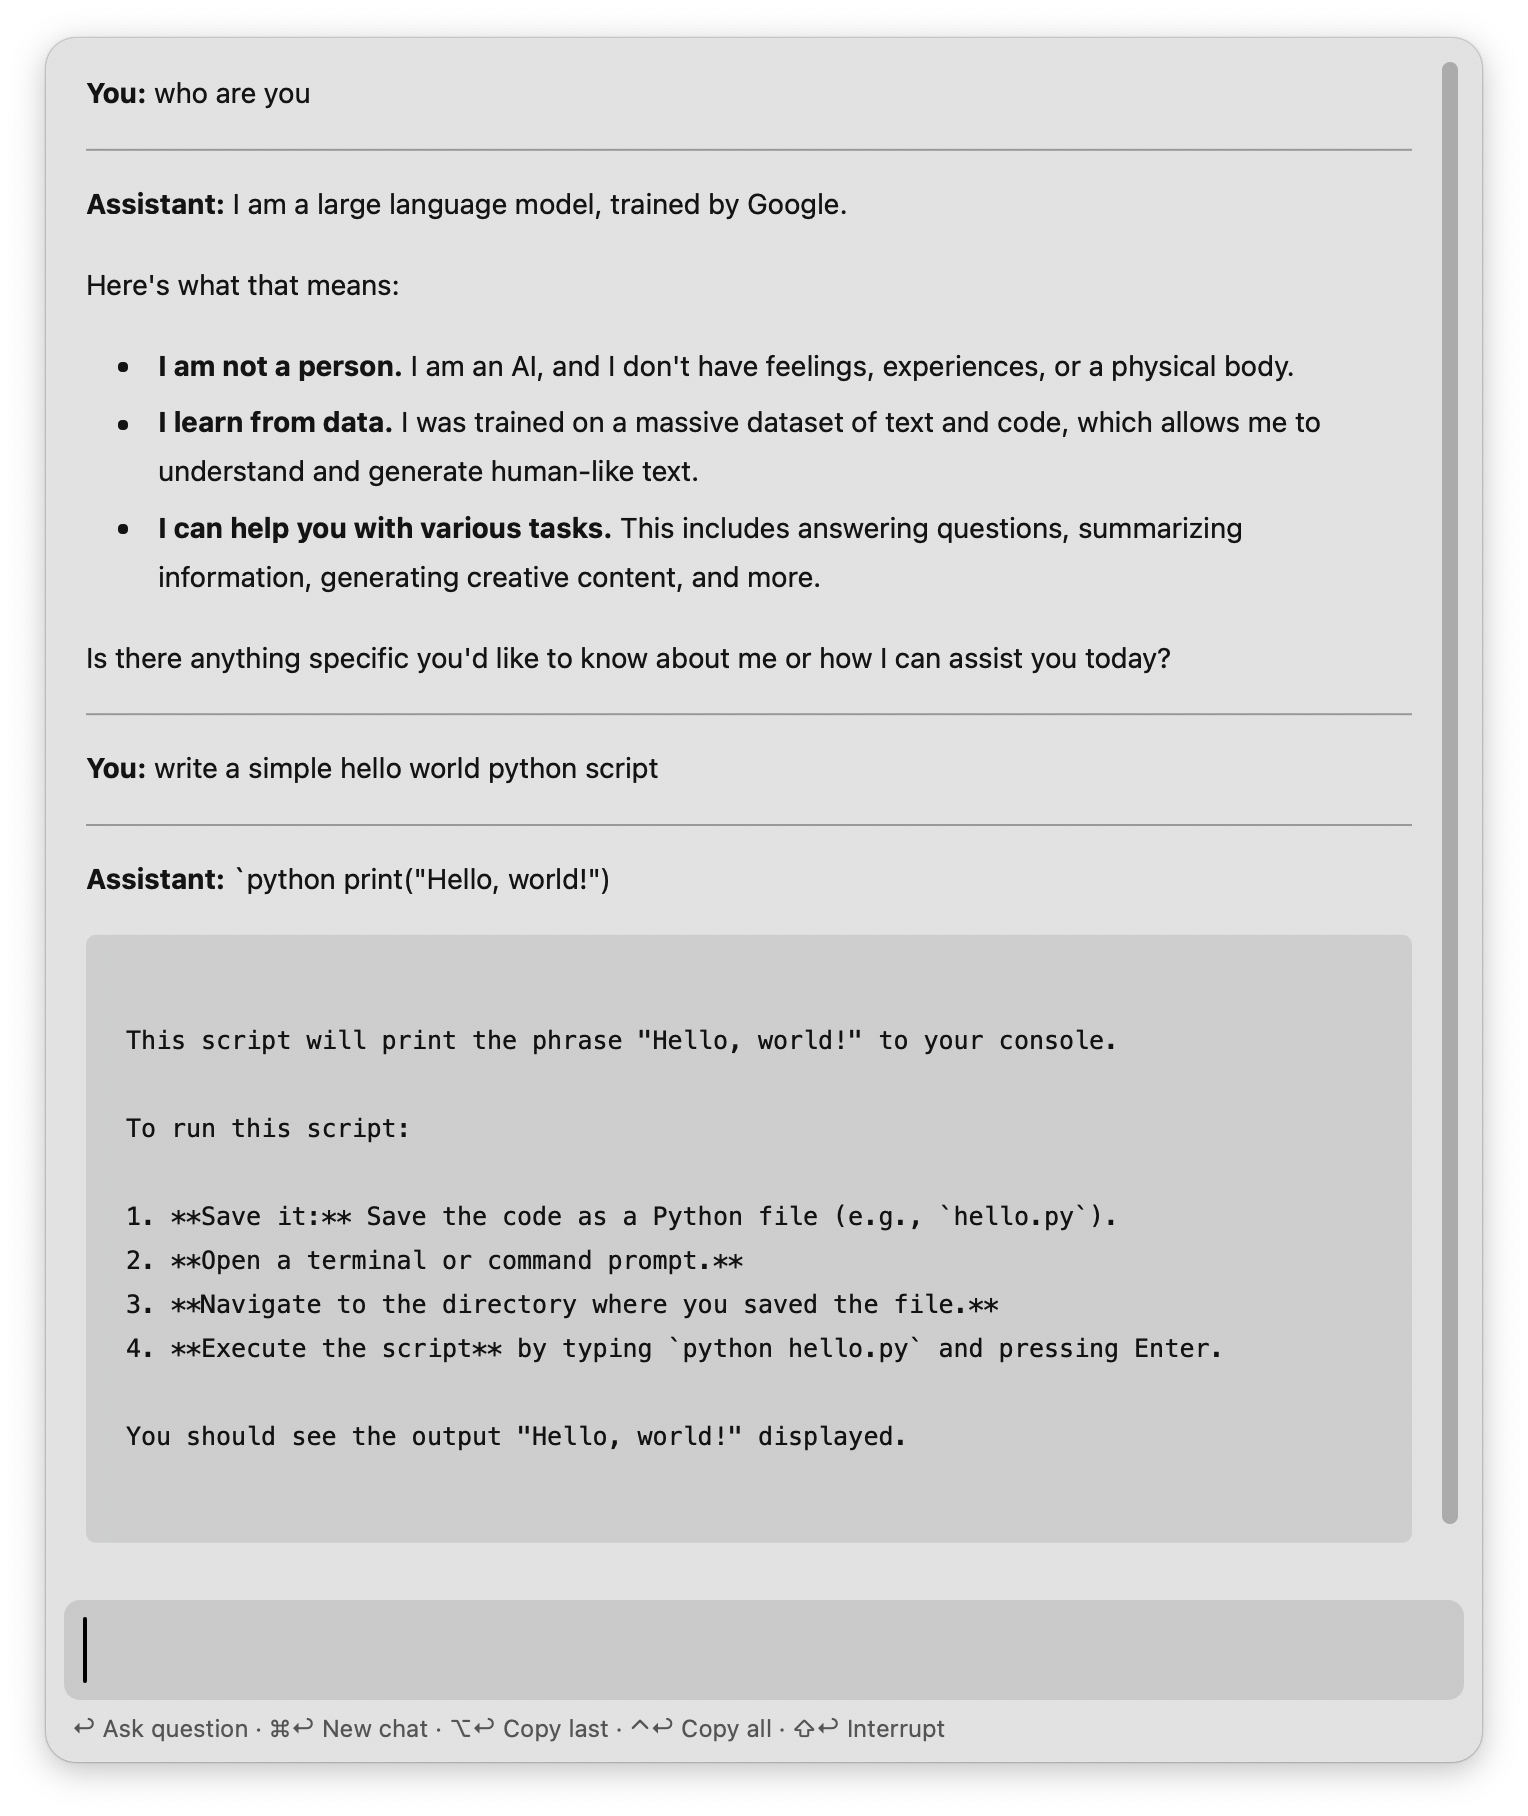 You: who are you
Assistant: I am a large language model, trained by Google.
Here's what that means:
• I am not a person. I am an AI, and I don't have feelings, experiences, or a physical body.
• I learn from data. I was trained on a massive dataset of text and code, which allows me to
understand and generate human-like text.
• I can help you with various tasks. This includes answering questions, summarizing
information, generating creative content, and more.
Is there anything specific you'd like to know about me or how I can assist you today?
You: write a simple hello world python script
Assistant: `python print("Hello, world!")
This script will print the phrase "Hello, world!" to your console.
To run this script:
1. **Save it:** Save the code as a Python file (e.g., `hello.py`).
2. **Open a terminal or command prompt.**
3. **Navigate to the directory where you saved the file.**
4. **Execute the script** by typing `python hello.py` and pressing Enter.
You should see the output "Hello, world!" displayed.
↩ Ask question · ⌘↩ New chat · ⌥↩ Copy last · ^↩ Copy all · ⇧↩ Interrupt